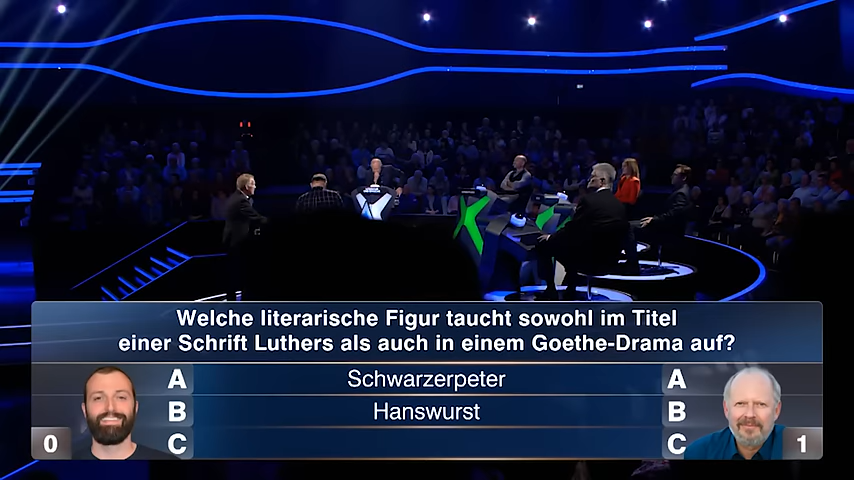 Welche literarische Figur taucht sowohl im Titel
einer Schrift Luthers als auch in einem Goethe-Drama auf?
A Schwarzerpeter A
B Hanswurst B
0 C C 1